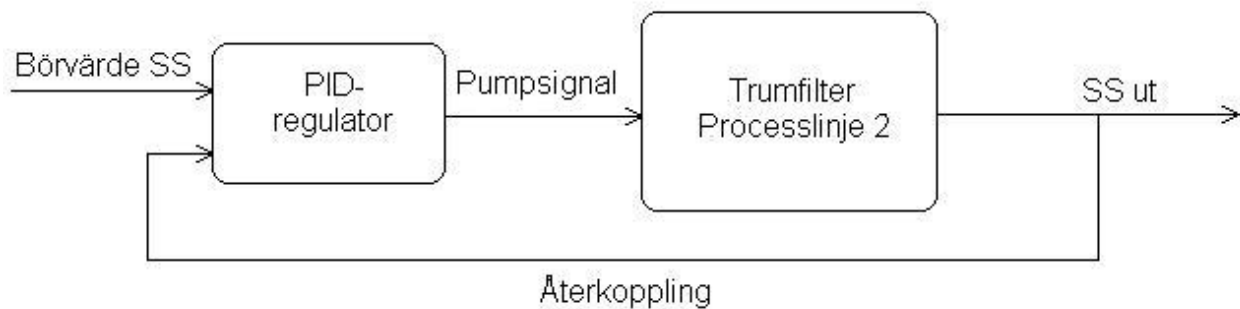 Börvärde SS
PID-
regulator
Pumpsignal
Trumfilter
Processlinje 2
SS ut
Återkoppling